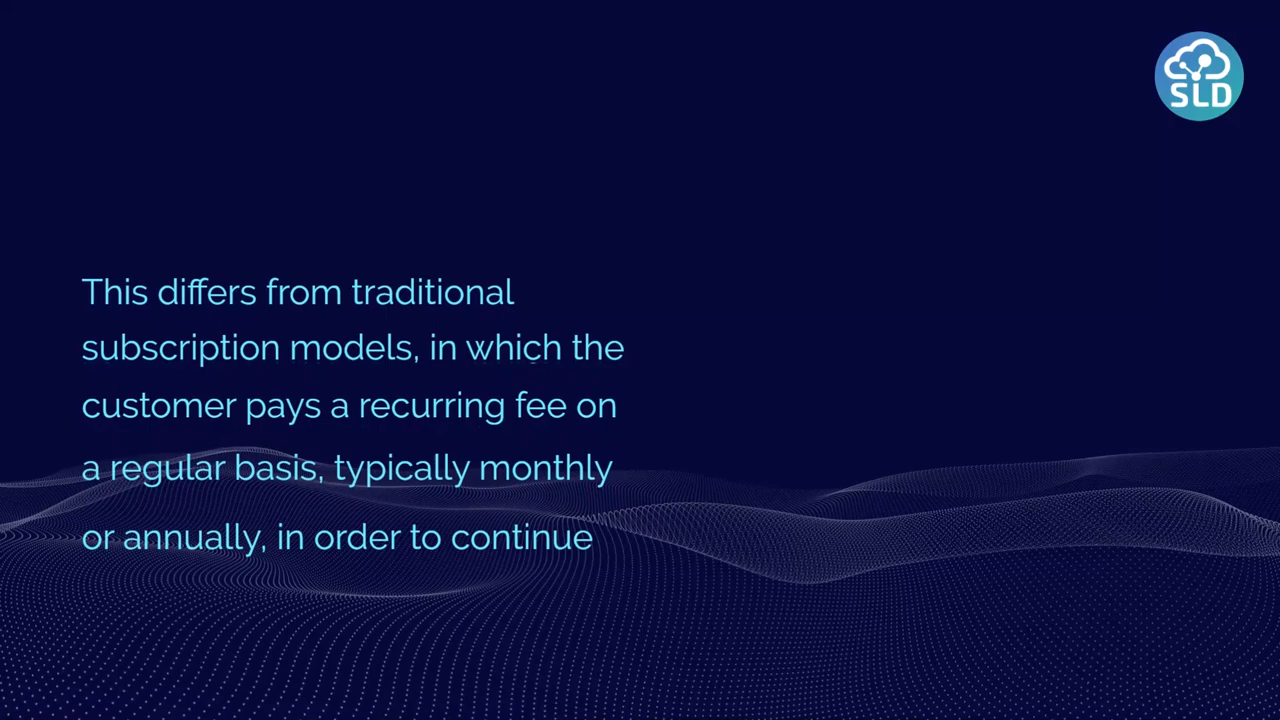 SLD
This differs from traditional
subscription models, in which the
customer pays a recurring fee on
a regular basis, typically monthly
or annually, in order to continue